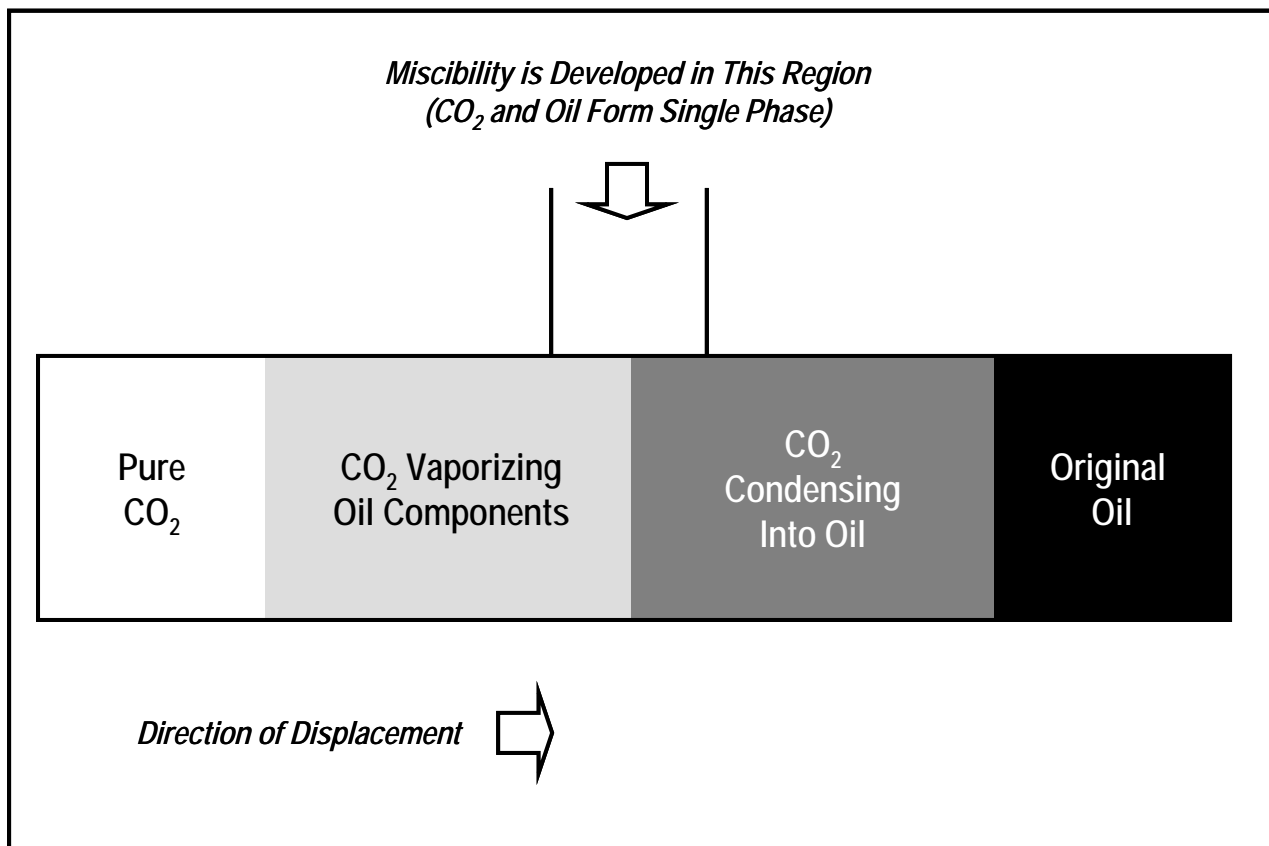 Miscibility is Developed in This Region
(CO₂ and Oil Form Single Phase)
Pure
CO₂
CO₂ Vaporizing
Oil Components
CO₂
Condensing
Into Oil
Original
Oil
Direction of Displacement